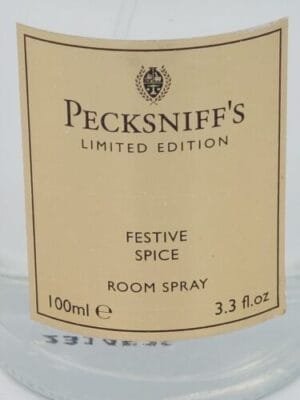 PECKSNIFF'S
LIMITED EDITION
FESTIVE
SPICE
ROOM SPRAY
100ml ℮ 3.3 fl.oz